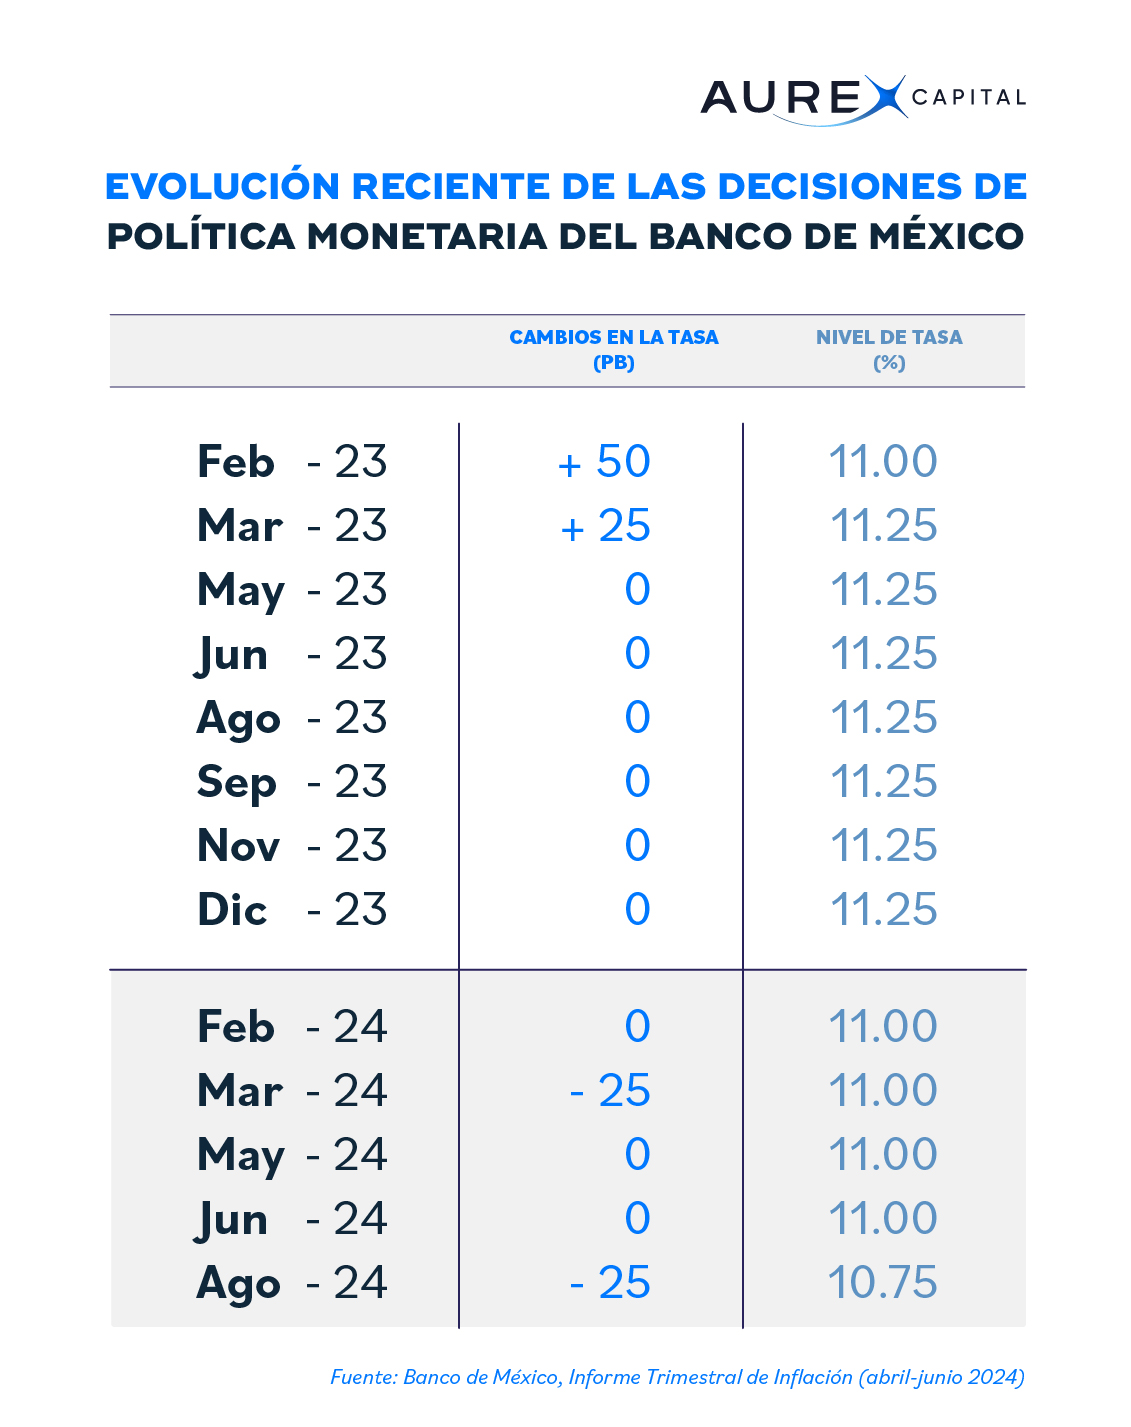 AUREX CAPITAL
EVOLUCIÓN RECIENTE DE LAS DECISIONES DE
POLÍTICA MONETARIA DEL BANCO DE MÉXICO
CAMBIOS EN LA TASA (PB) NIVEL DE TASA (%)
Feb - 23 + 50 11.00
Mar - 23 + 25 11.25
May - 23 0 11.25
Jun - 23 0 11.25
Ago - 23 0 11.25
Sep - 23 0 11.25
Nov - 23 0 11.25
Dic - 23 0 11.25
Feb - 24 0 11.00
Mar - 24 - 25 11.00
May - 24 0 11.00
Jun - 24 0 11.00
Ago - 24 - 25 10.75
Fuente: Banco de México, Informe Trimestral de Inflación (abril-junio 2024)